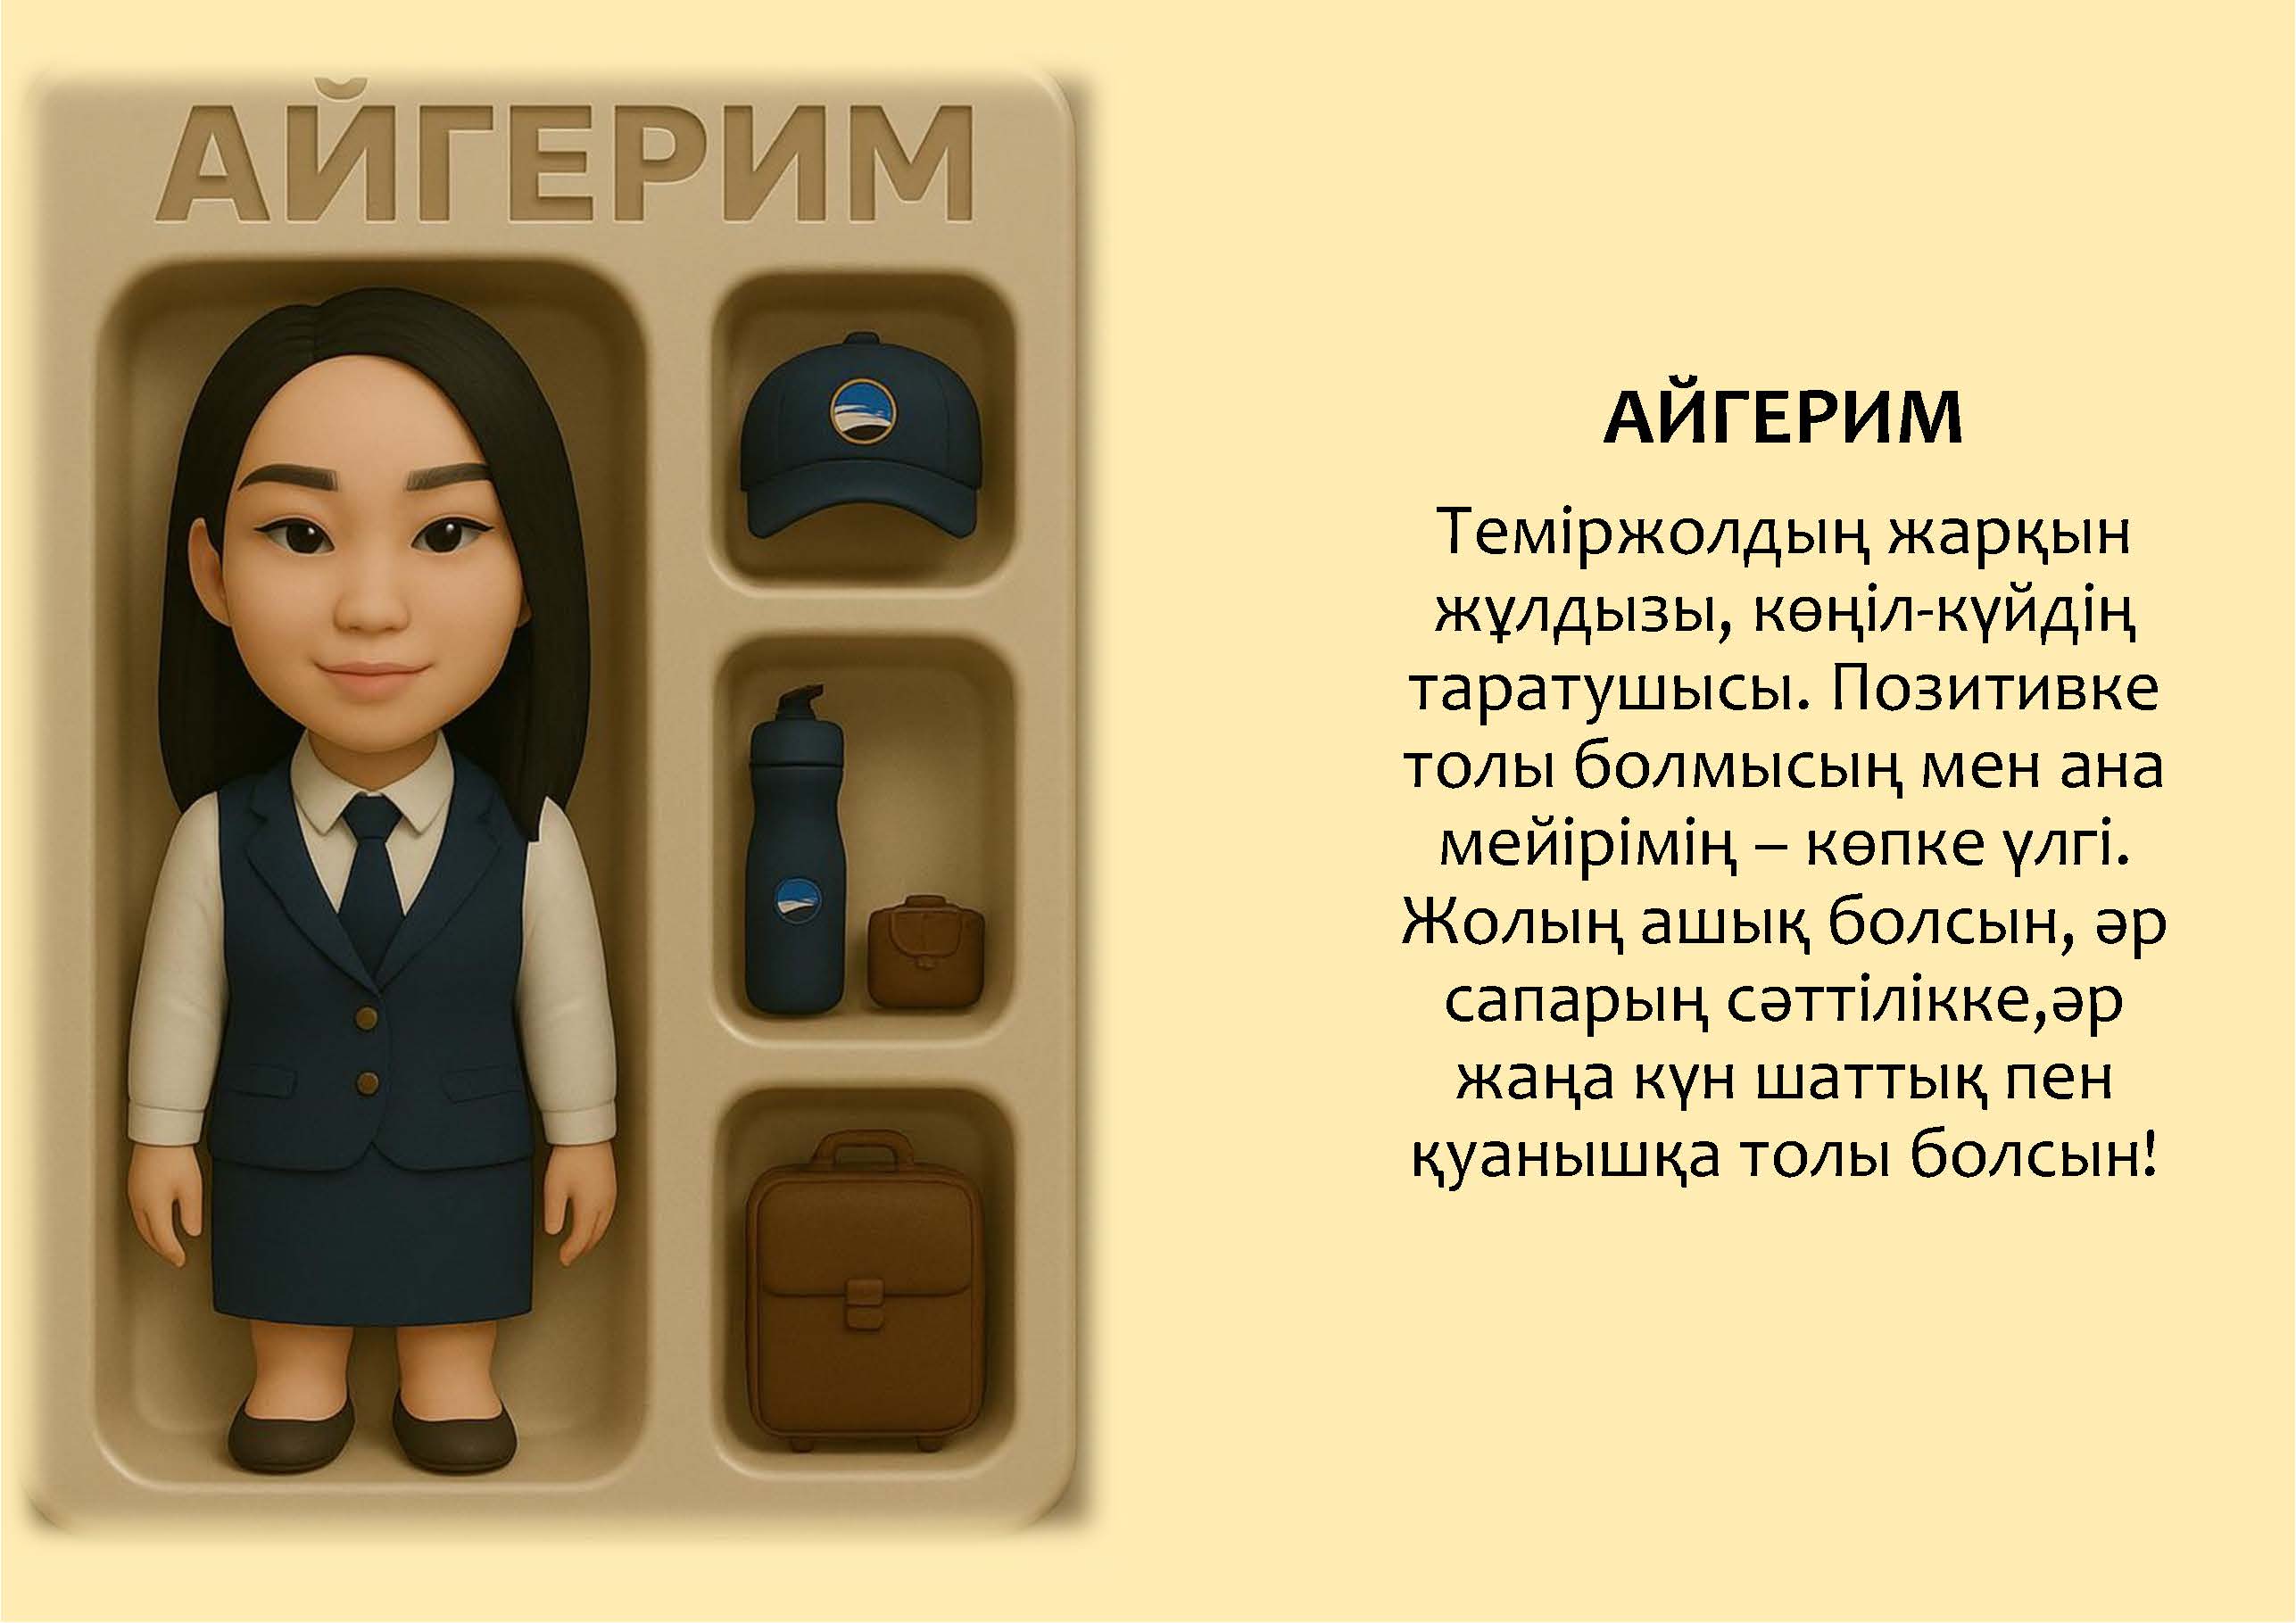 АЙГЕРИМ
АЙГЕРИМ
Теміржолдың жарқын
жұлдызы, көңіл-күйдің
таратушысы. Позитивке
толы болмысың мен ана
мейірімің – көпке үлгі.
Жолың ашық болсын, әр
сапарың сәттілікке,әр
жаңа күн шаттық пен
қуанышқа толы болсын!